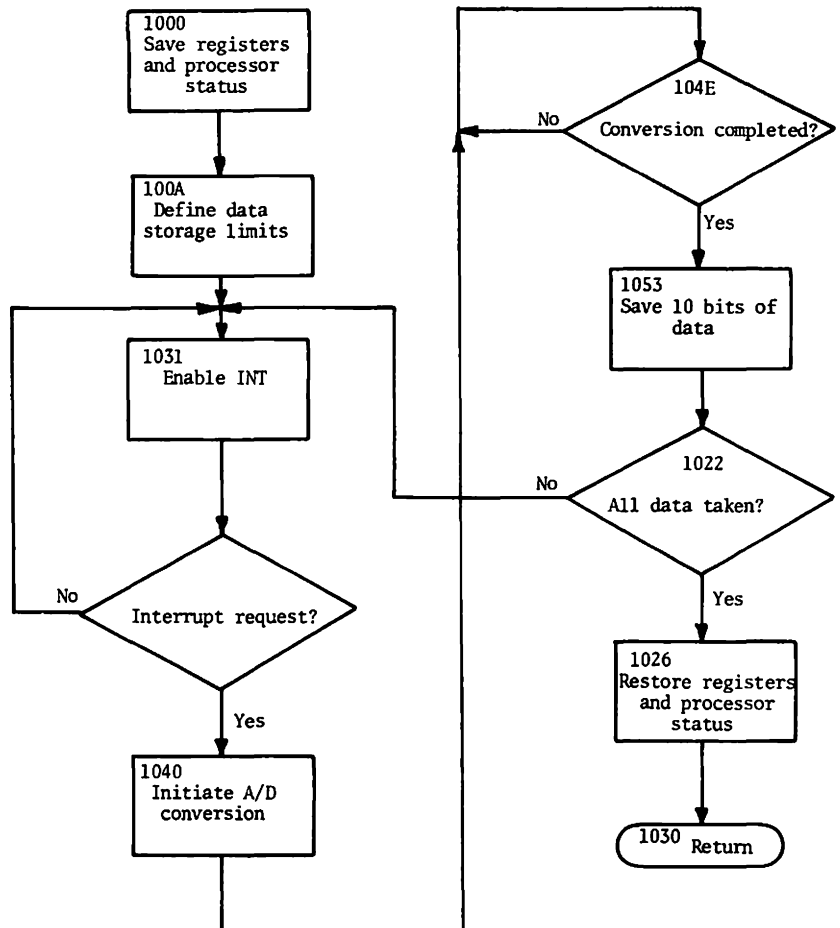 1000
Save registers
and processor
status
100A
Define data
storage limits
1031
Enable INT
No
Interrupt request?
Yes
1040
Initiate A/D
conversion
104E
No
Conversion completed?
Yes
1053
Save 10 bits of
data
1022
No
All data taken?
Yes
1026
Restore registers
and processor
status
1030 Return